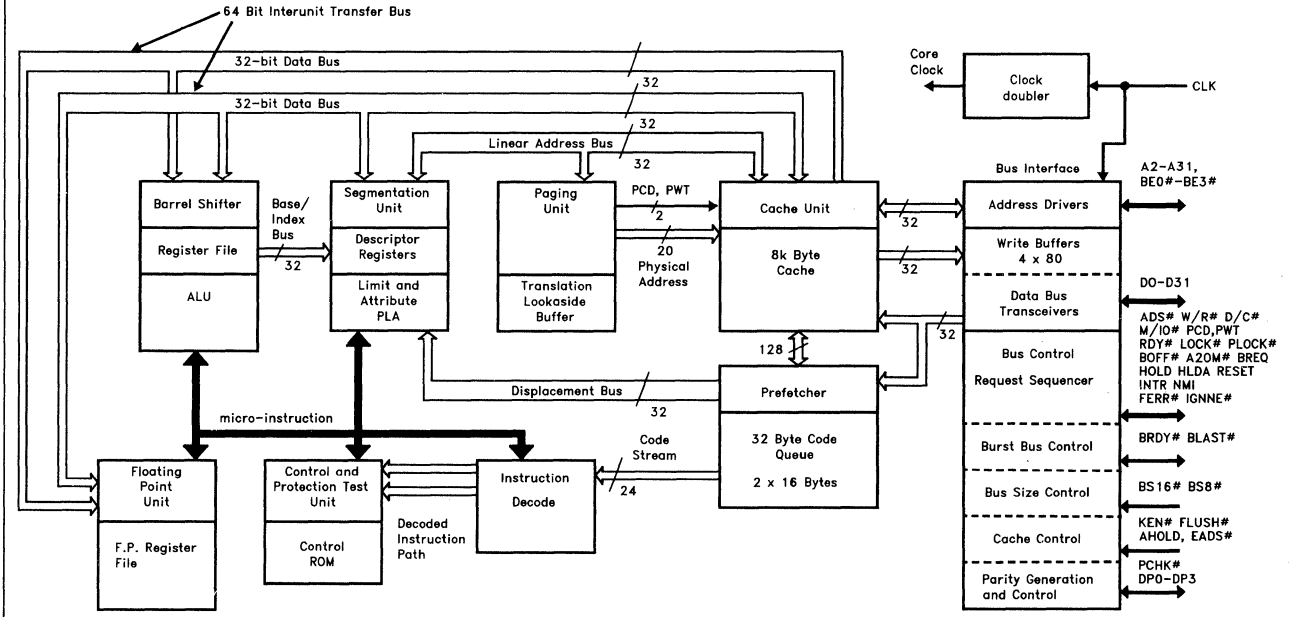 64 Bit Interunit Transfer Bus
32-bit Data Bus
32
32-bit Data Bus
32
Linear Address Bus
32
Core
Clock
Clock
doubler
CLK
Barrel Shifter
Register File
ALU
Base/
Index
Bus
32
Segmentation
Unit
Descriptor
Registers
Limit and
Attribute
PLA
Paging
Unit
Translation
Lookaside
Buffer
PCD, PWT
2
20
Physical
Address
Cache Unit
8k Byte
Cache
32
32
32
128
Bus Interface
Address Drivers
Write Buffers
4 x 80
Data Bus
Transceivers
Bus Control
Request Sequencer
Burst Bus Control
Bus Size Control
Cache Control
Parity Generation
and Control
A2-A31,
BE0#-BE3#
D0-D31
ADS# W/R# D/C#
M/IO# PCD,PWT
RDY# LOCK# PLOCK#
BOFF# A20M# BREQ
HOLD HLDA RESET
INTR NMI
FERR# IGNNE#
BRDY# BLAST#
BS16# BS8#
KEN# FLUSH#
AHOLD, EADS#
PCHK#
DP0-DP3
Displacement Bus
32
Prefetcher
32 Byte Code
Queue
2 x 16 Bytes
micro-instruction
Code
Stream
24
Floating
Point
Unit
F.P. Register
File
Control and
Protection Test
Unit
Control
ROM
Instruction
Decode
Decoded
Instruction
Path